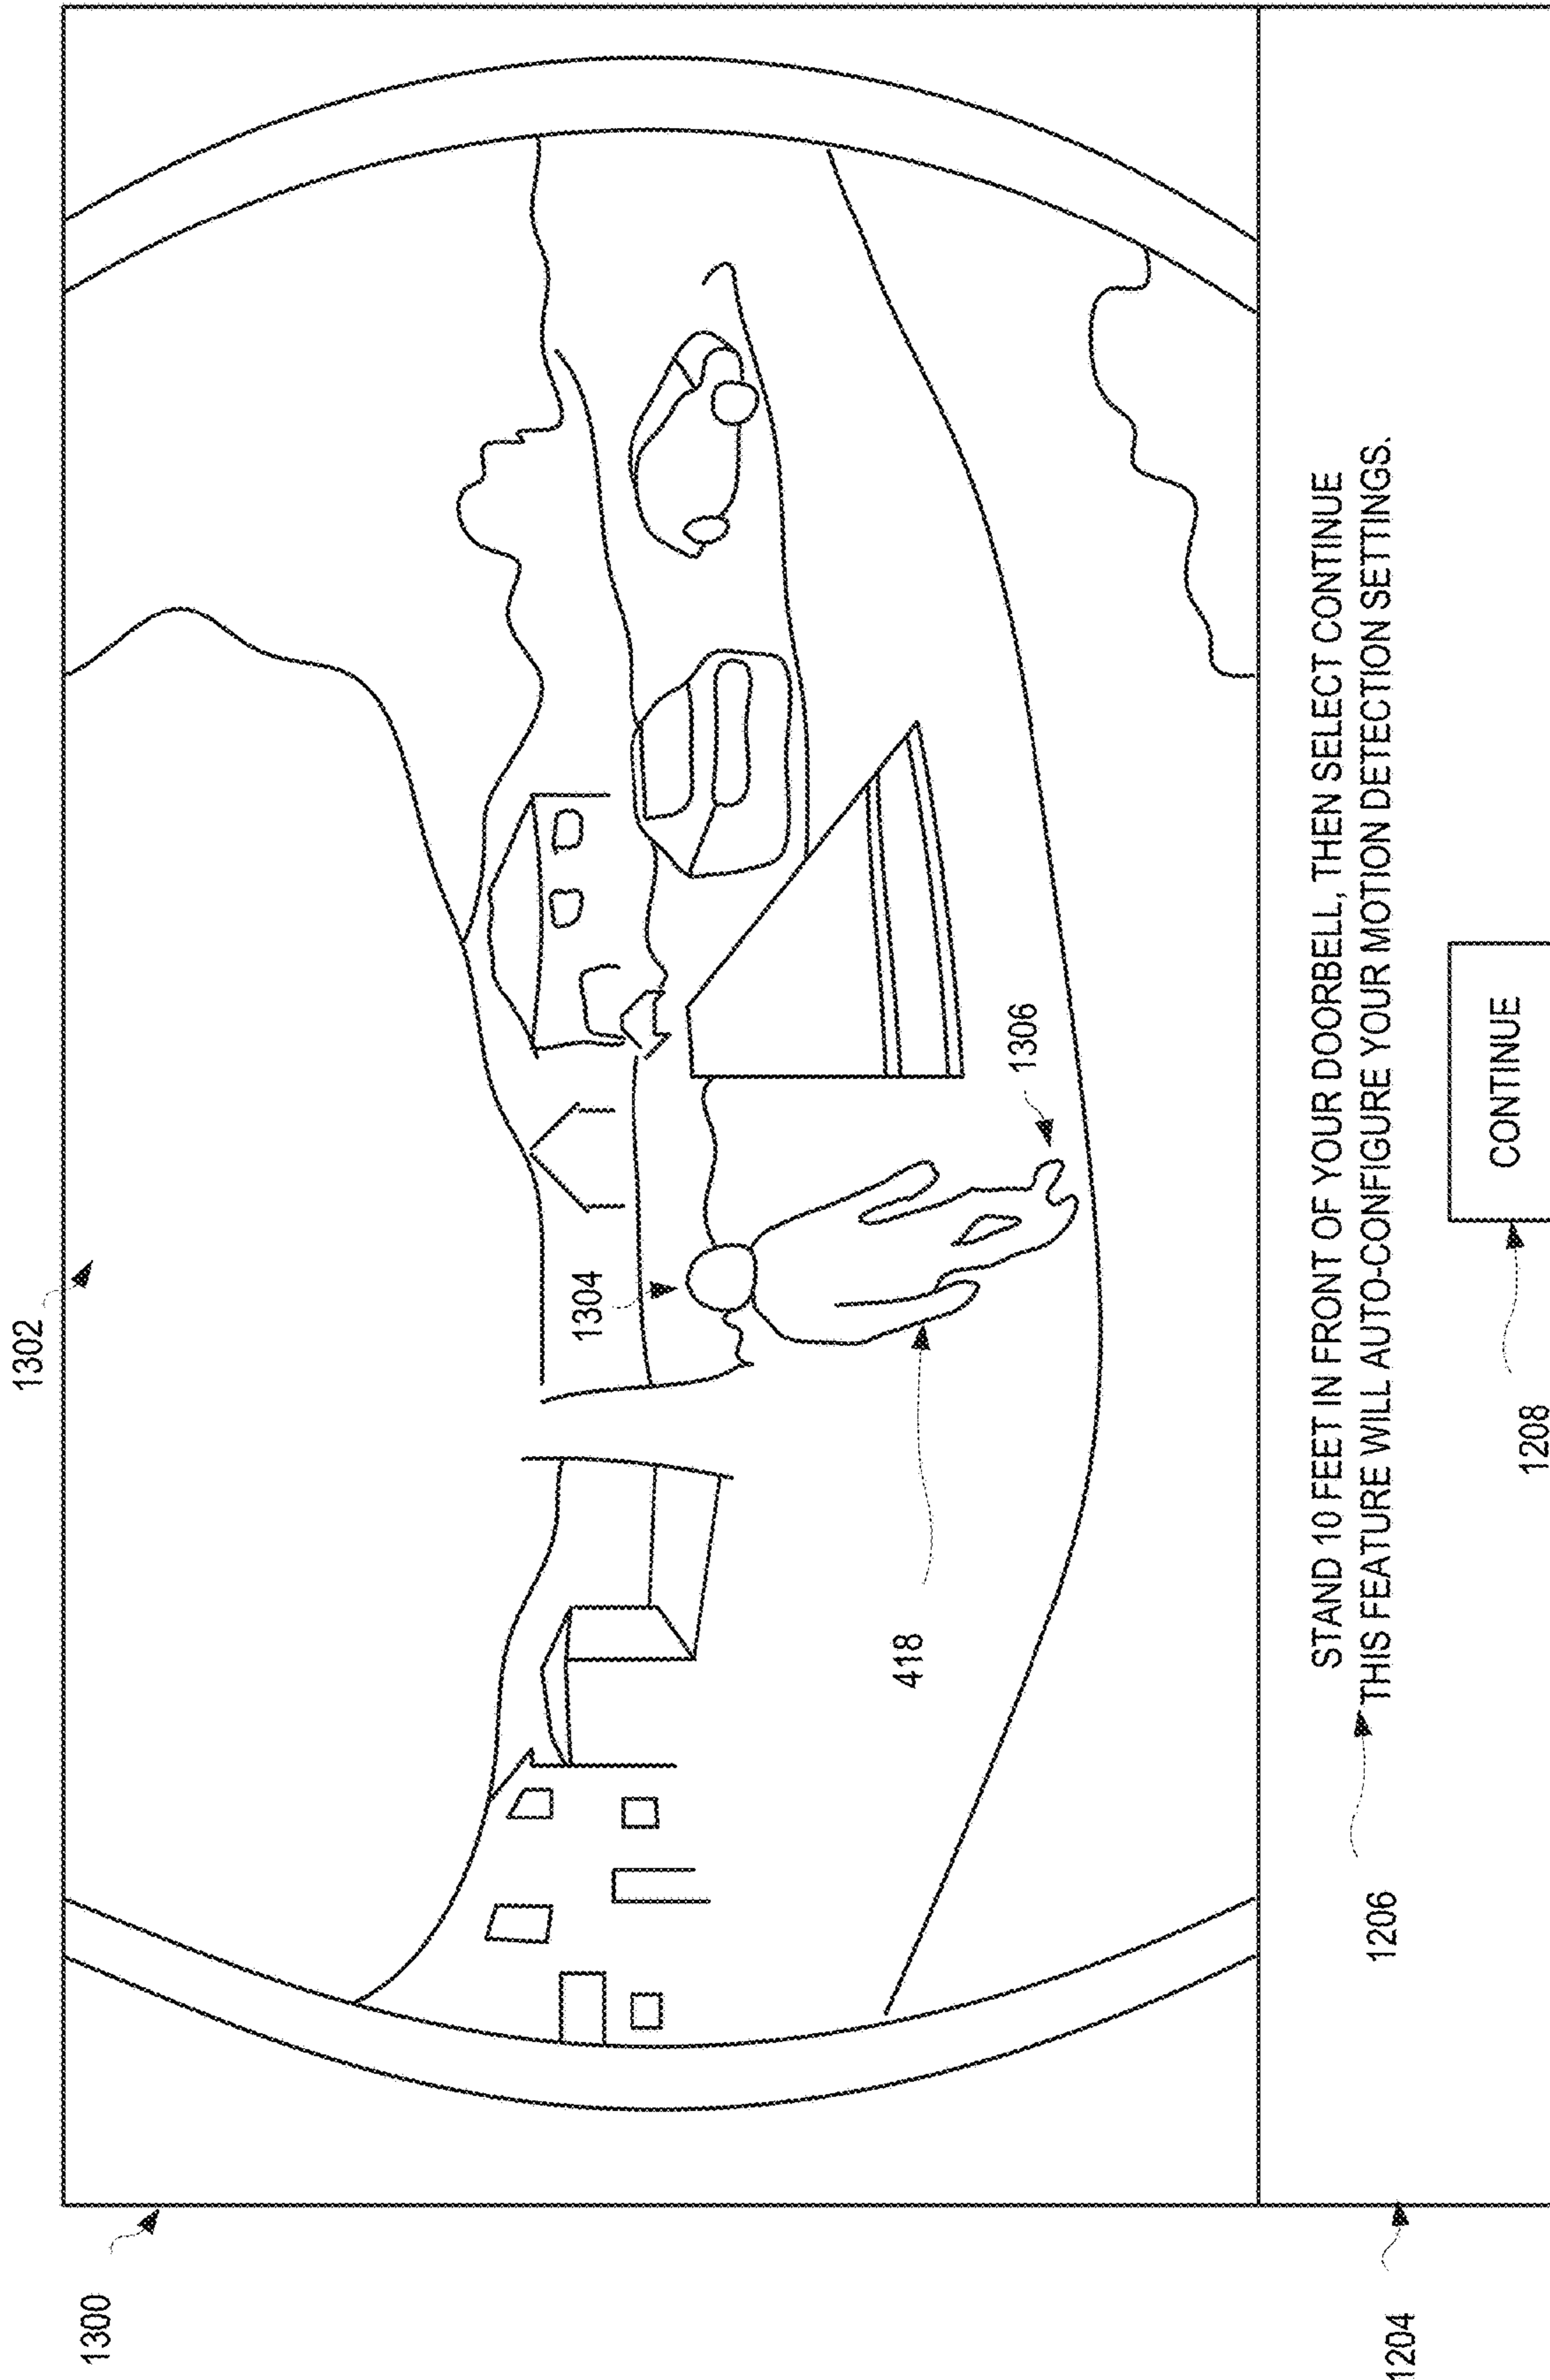 1300
1302
1304
1306
418
1206
STAND 10 FEET IN FRONT OF YOUR DOORBELL, THEN SELECT CONTINUE
THIS FEATURE WILL AUTO-CONFIGURE YOUR MOTION DETECTION SETTINGS.
1204
1208
CONTINUE